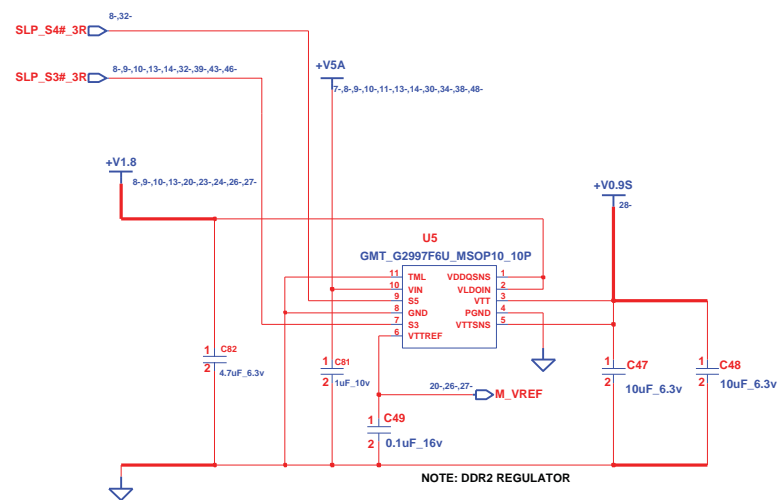 8-,32-
SLP_S4#_3R
8-,9-,10-,13-,14-,32-,39-,43-,46-
SLP_S3#_3R
+V5A
7-,8-,9-,10-,11-,13-,14-,30-,34-,38-,48-
+V1.8
8-,9-,10-,13-,20-,23-,24-,26-,27-
+V0.9S
28-
U5
GMT_G2997F6U_MSOP10_10P
11 TML VDDQSNS 1
10 VIN VLDOIN 2
9 S5 VTT 3
8 GND PGND 4
7 S3 VTTSNS 5
6 VTTREF
1 C82
2 4.7uF_6.3v
1 C81
2 1uF_10v
1 C47
2 10uF_6.3v
1 C48
2 10uF_6.3v
20-,26-,27-
M_VREF
1 C49
2 0.1uF_16v
NOTE: DDR2 REGULATOR